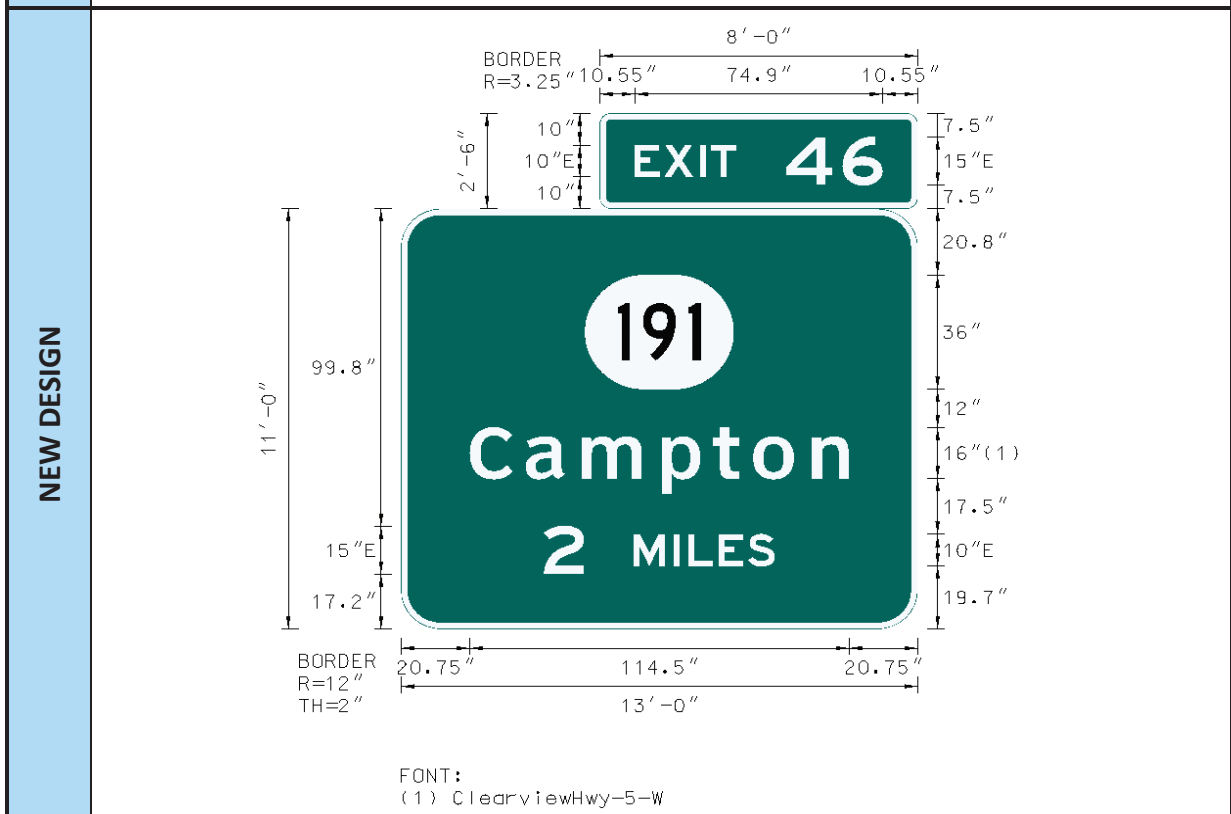 8'-0"
BORDER
R=3.25"
10.55" 74.9" 10.55"
2'-6"
10"
10"E
10"
EXIT 46
7.5"
15"E
7.5"
NEW DESIGN
11'-0"
99.8"
15"E
17.2"
191
Campton
2 MILES
20.8"
36"
12"
16"(1)
17.5"
10"E
19.7"
BORDER
R=12"
TH=2"
20.75" 114.5" 20.75"
13'-0"
FONT:
(1) ClearviewHwy-5-W